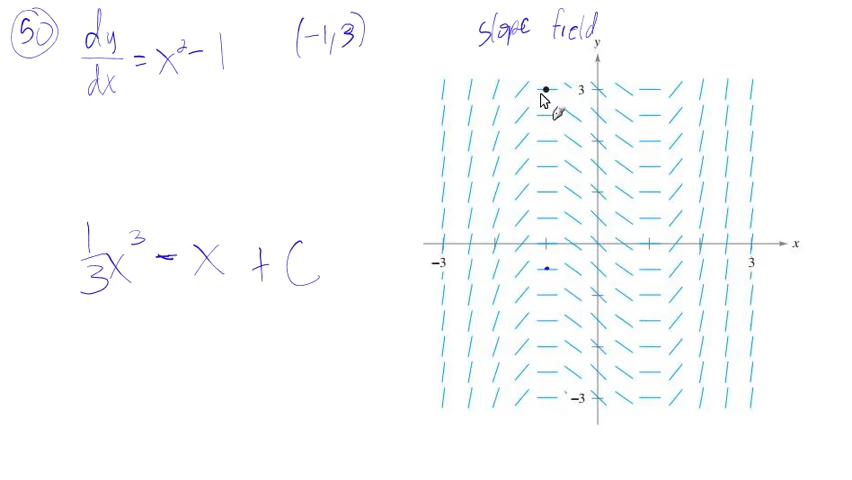 50 dy/dx = x² - 1 (-1,3)
slope field
y
3
-3 3 x
-3
1/3 x³ - x + C